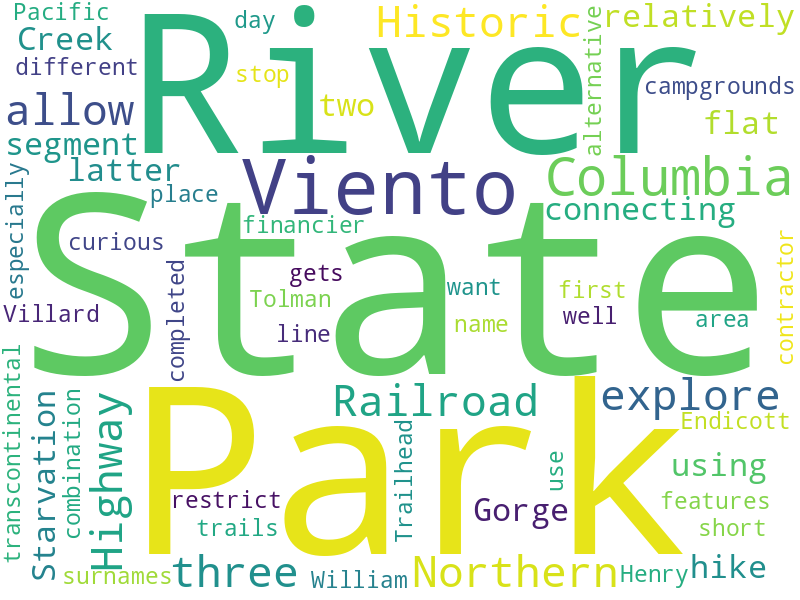 Pacific
day
River
Historic
relatively
Creek
different
stop
alternative
campgrounds
allow
two
flat
segment
latter
Viento
Columbia
especially
place
connecting
financier
State
curious
gets
Tolman
want
first
Villard
line
name
well
area
contractor
completed
transcontinental
combination
Highway
Starvation
Park
Railroad
explore
Endicott
Trailhead
use
using
restrict
Gorge
features
trails
short
surnames
three
William
Northern
Henry
hike